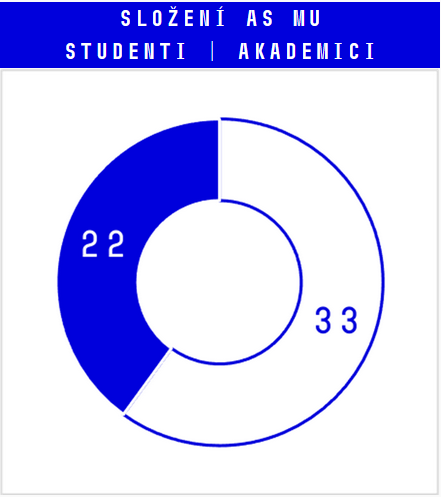 SLOŽENÍ AS MU
STUDENTI | AKADEMICI
22
33